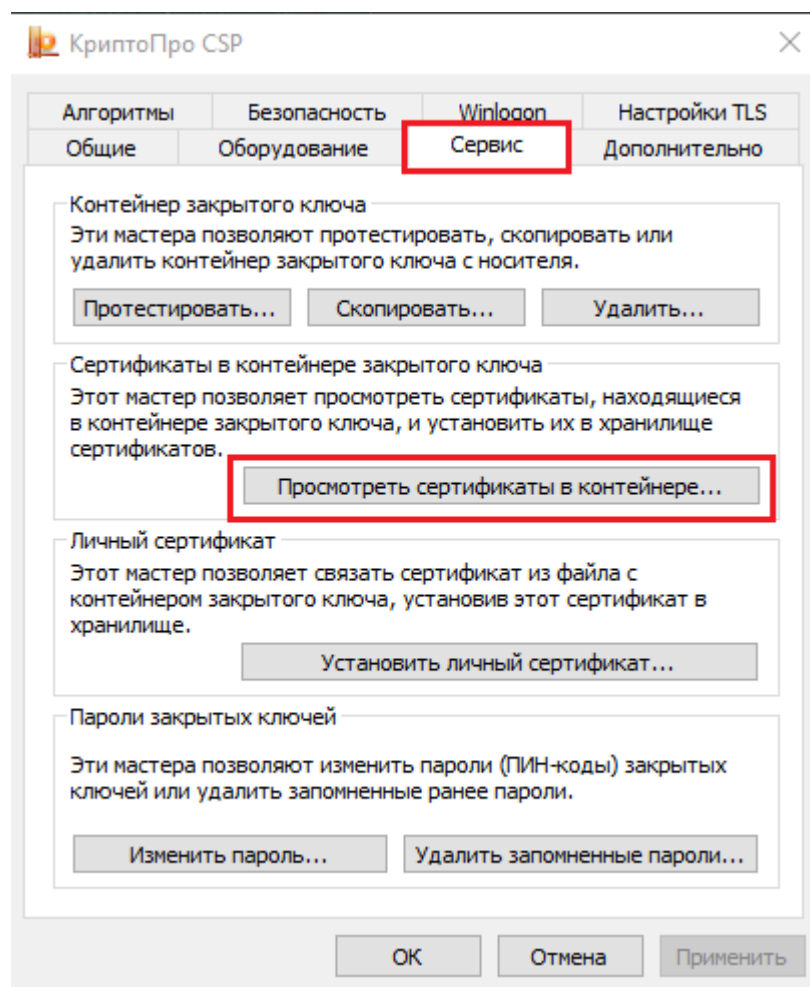 КриптоПро CSP
Алгоритмы Безопасность Winlogon Настройки TLS
Общие Оборудование Сервис Дополнительно
Контейнер закрытого ключа
Эти мастера позволяют протестировать, скопировать или
удалить контейнер закрытого ключа с носителя.
Протестировать... Скопировать... Удалить...
Сертификаты в контейнере закрытого ключа
Этот мастер позволяет просмотреть сертификаты, находящиеся
в контейнере закрытого ключа, и установить их в хранилище
сертификатов.
Просмотреть сертификаты в контейнере...
Личный сертификат
Этот мастер позволяет связать сертификат из файла с
контейнером закрытого ключа, установив этот сертификат в
хранилище.
Установить личный сертификат...
Пароли закрытых ключей
Эти мастера позволяют изменить пароли (ПИН-коды) закрытых
ключей или удалить запомненные ранее пароли.
Изменить пароль... Удалить запомненные пароли...
ОК Отмена Применить